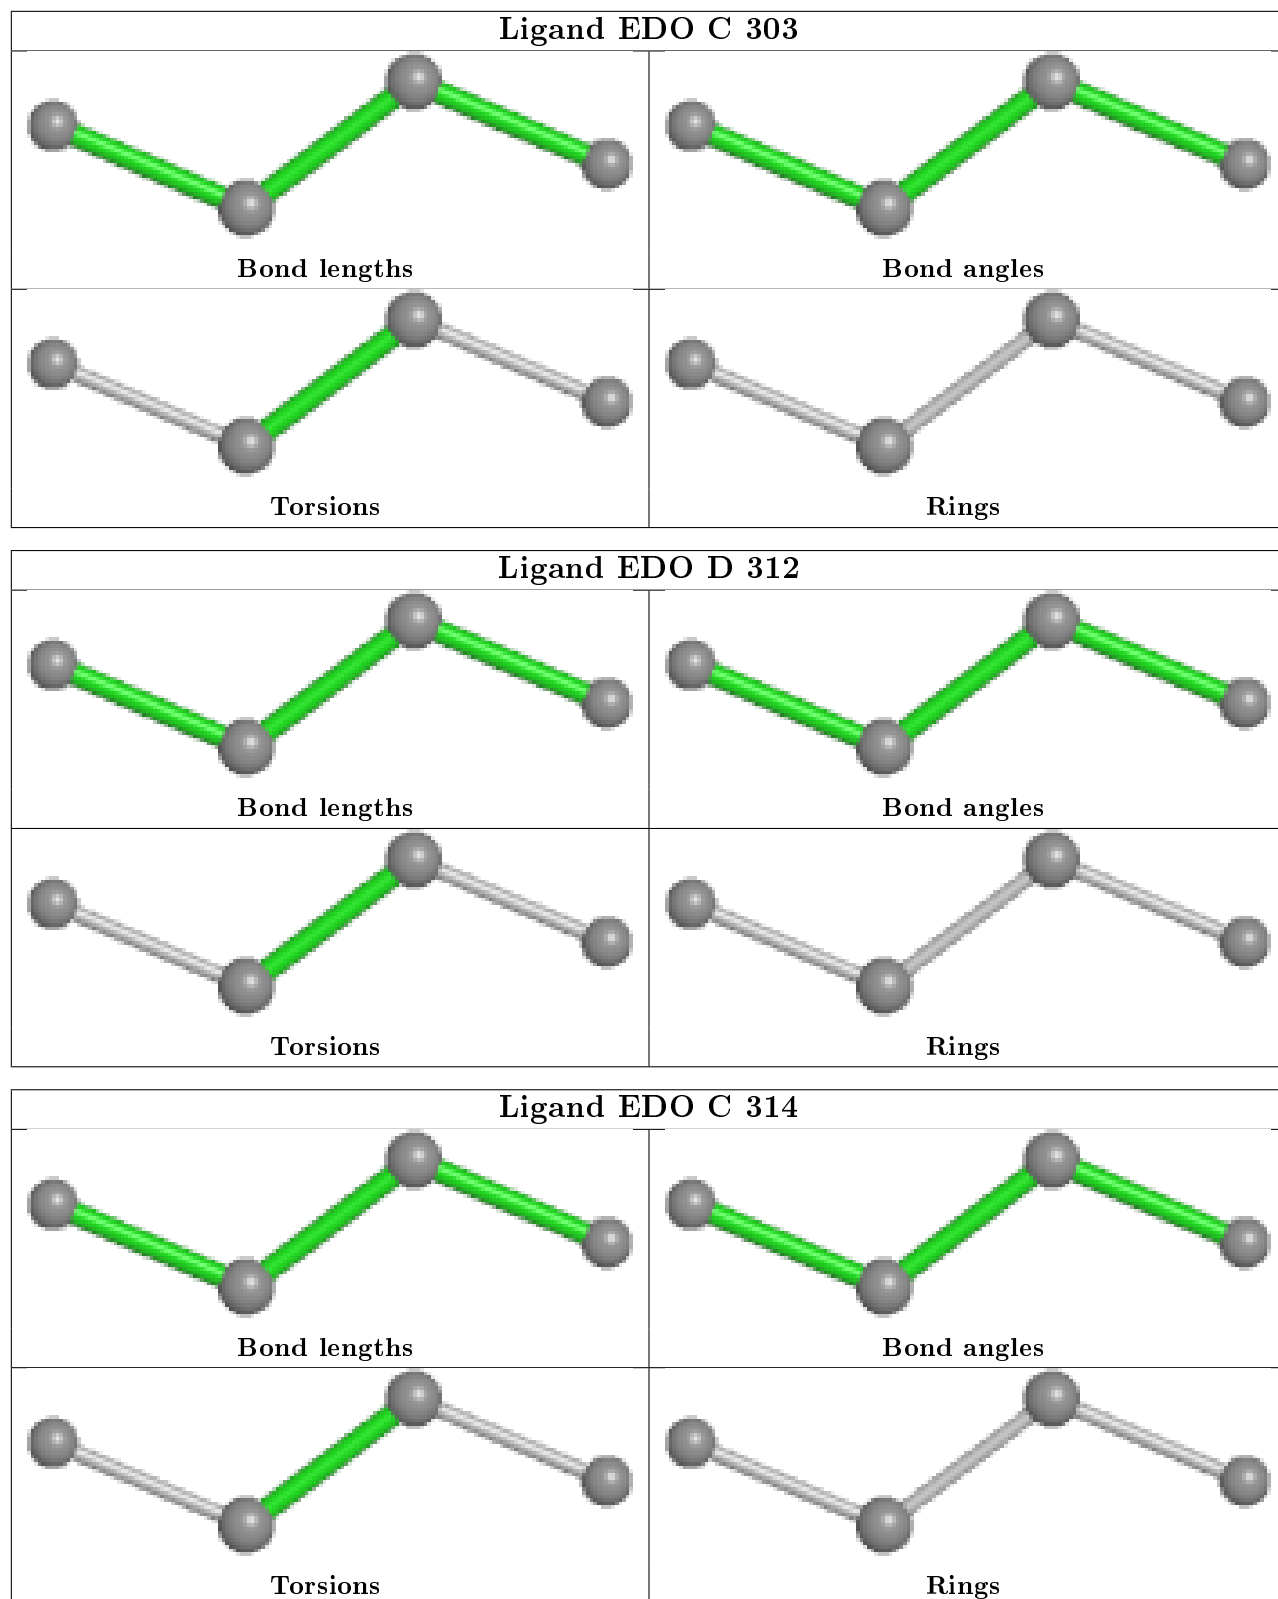 Ligand EDO C 303
Bond lengths
Bond angles
Torsions
Rings
Ligand EDO D 312
Bond lengths
Bond angles
Torsions
Rings
Ligand EDO C 314
Bond lengths
Bond angles
Torsions
Rings